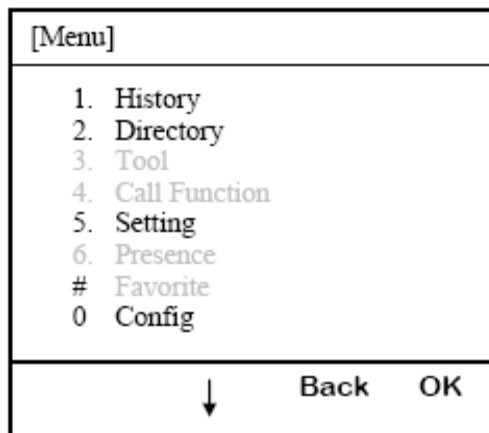 [Menu]
1. History
2. Directory
3. Tool
4. Call Function
5. Setting
6. Presence
# Favorite
0 Config
↓ Back OK